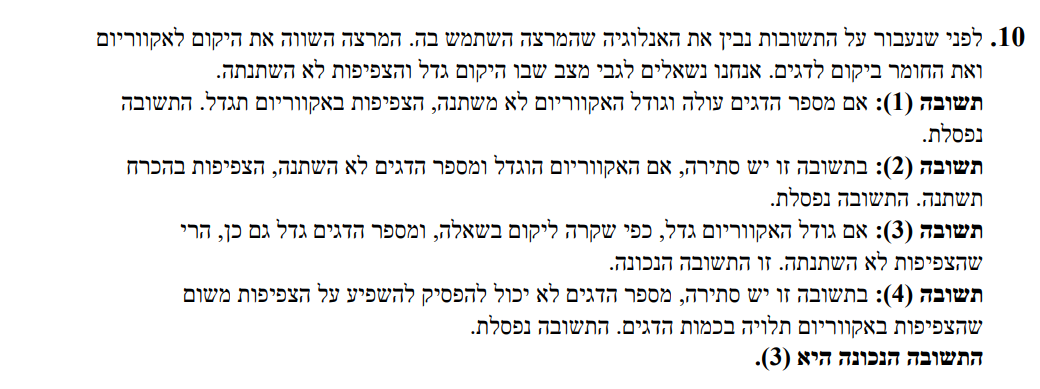 10. לפני שנעבור על התשובות נבין את האנלוגיה שהמרצה השתמש בה. המרצה השווה את היקום לאקווריום
ואת החומר ביקום לדגים. אנחנו נשאלים לגבי מצב שבו היקום גדל והצפיפות לא השתנתה.
תשובה (1): אם מספר הדגים עולה וגודל האקווריום לא משתנה, הצפיפות באקווריום תגדל. התשובה
נפסלת.
תשובה (2): בתשובה זו יש סתירה, אם האקווריום הוגדל ומספר הדגים לא השתנה, הצפיפות בהכרח
תשתנה. התשובה נפסלת.
תשובה (3): אם גודל האקווריום גדל, כפי שקרה ליקום בשאלה, ומספר הדגים גדל גם כן, הרי
שהצפיפות לא השתנתה. זו התשובה הנכונה.
תשובה (4): בתשובה זו יש סתירה, מספר הדגים לא יכול להפסיק להשפיע על הצפיפות משום
שהצפיפות באקווריום תלויה בכמות הדגים. התשובה נפסלת.
התשובה הנכונה היא (3).